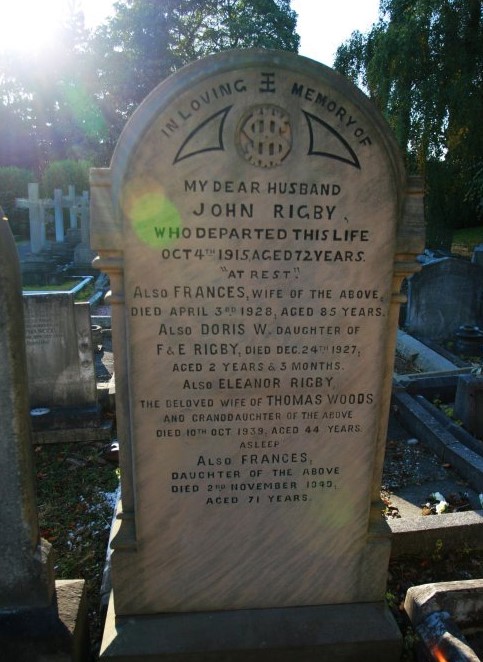 IN LOVING MEMORY OF
IHS
MY DEAR HUSBAND
JOHN RIGBY,
WHO DEPARTED THIS LIFE
OCT 4TH 1915, AGED 72 YEARS.
"AT REST."
ALSO FRANCES, WIFE OF THE ABOVE,
DIED APRIL 3RD 1928, AGED 85 YEARS.
ALSO DORIS W. DAUGHTER OF
F & E RIGBY, DIED DEC. 24TH 1927,
AGED 2 YEARS & 3 MONTHS.
ALSO ELEANOR RIGBY,
THE BELOVED WIFE OF THOMAS WOODS
AND GRANDDAUGHTER OF THE ABOVE
DIED 10TH OCT 1939, AGED 44 YEARS.
ASLEEP
ALSO FRANCES,
DAUGHTER OF THE ABOVE
DIED 2ND NOVEMBER 1949,
AGED 71 YEARS.